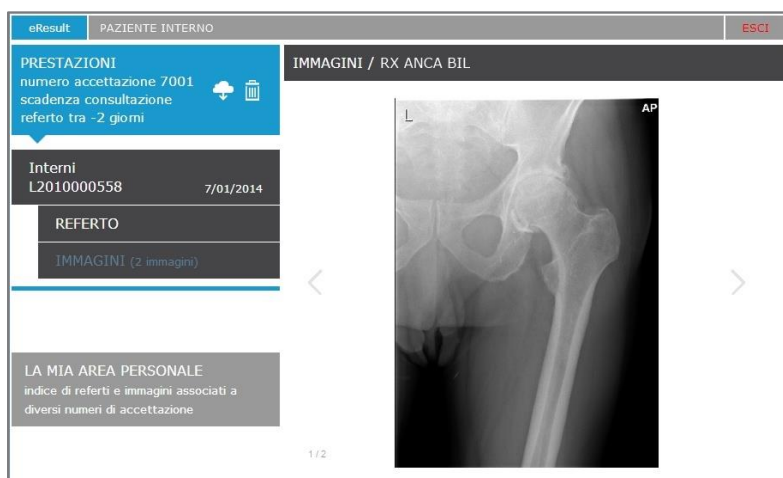 eResult
PAZIENTE INTERNO
ESCI
PRESTAZIONI
numero accettazione 7001
scadenza consultazione
referto tra -2 giorni
Interni
L2010000558
7/01/2014
REFERTO
IMMAGINI (2 immagini)
LA MIA AREA PERSONALE
indice di referti e immagini associati a
diversi numeri di accettazione
IMMAGINI / RX ANCA BIL
L
AP
1 / 2